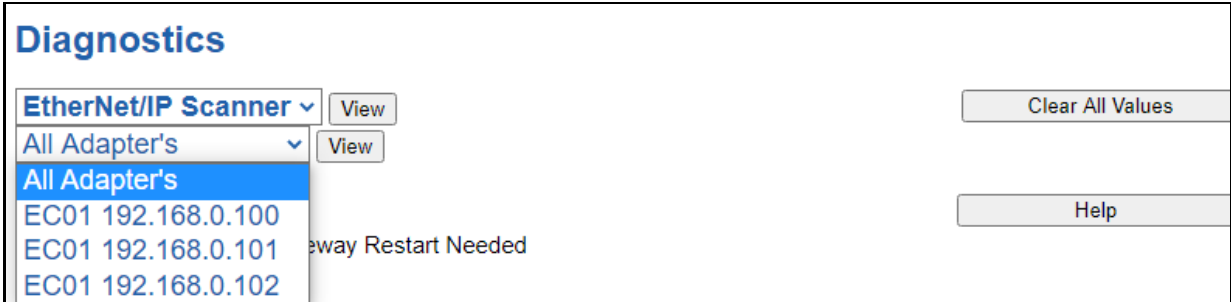 Diagnostics
EtherNet/IP Scanner View Clear All Values
All Adapter's View
All Adapter's
EC01 192.168.0.100 Help
EC01 192.168.0.101 eway Restart Needed
EC01 192.168.0.102